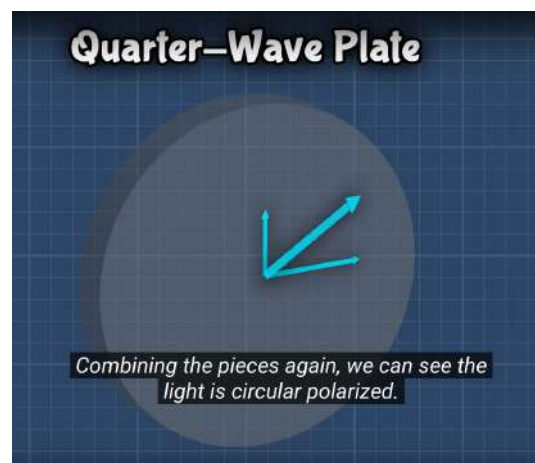 Quarter-Wave Plate
Combining the pieces again, we can see the
light is circular polarized.